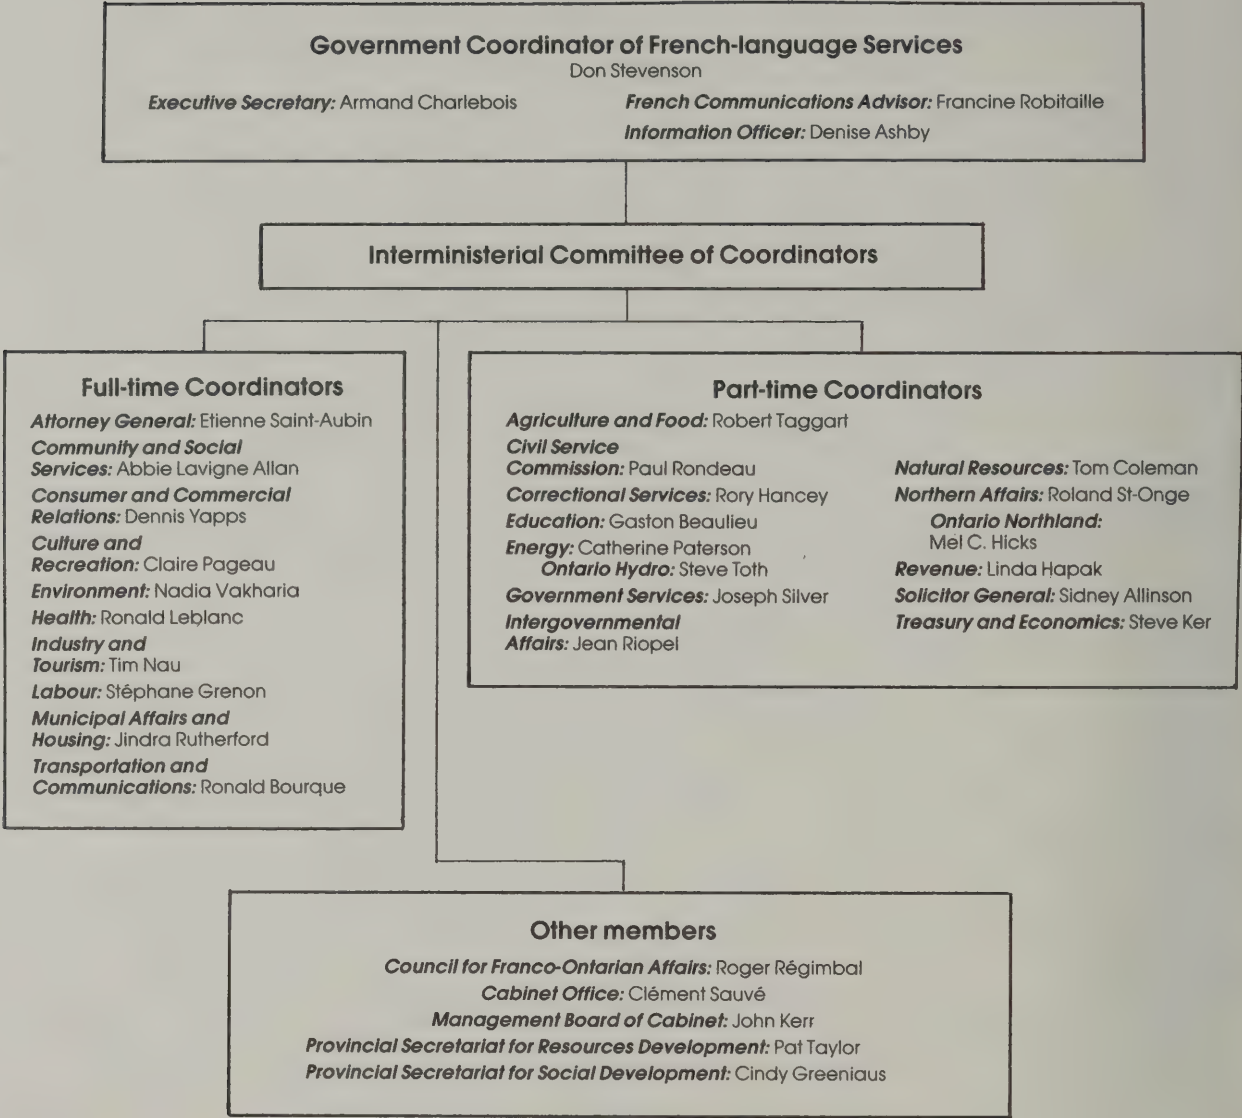 Government Coordinator of French-language Services
Don Stevenson
Executive Secretary: Armand Charlebois
French Communications Advisor: Francine Robitaille
Information Officer: Denise Ashby
Interministerial Committee of Coordinators
Full-time Coordinators
Attorney General: Etienne Saint-Aubin
Community and Social
Services: Abbie Lavigne Allan
Consumer and Commercial
Relations: Dennis Yapps
Culture and
Recreation: Claire Pageau
Environment: Nadia Vakharia
Health: Ronald Leblanc
Industry and
Tourism: Tim Nau
Labour: Stéphane Grenon
Municipal Affairs and
Housing: Jindra Rutherford
Transportation and
Communications: Ronald Bourque
Part-time Coordinators
Agriculture and Food: Robert Taggart
Civil Service
Commission: Paul Rondeau
Correctional Services: Rory Hancey
Education: Gaston Beaulieu
Energy: Catherine Paterson
Ontario Hydro: Steve Toth
Government Services: Joseph Silver
Intergovernmental
Affairs: Jean Riopel
Natural Resources: Tom Coleman
Northern Affairs: Roland St-Onge
Ontario Northland:
Mel C. Hicks
Revenue: Linda Hapak
Solicitor General: Sidney Allinson
Treasury and Economics: Steve Ker
Other members
Council for Franco-Ontarian Affairs: Roger Régimbal
Cabinet Office: Clément Sauvé
Management Board of Cabinet: John Kerr
Provincial Secretariat for Resources Development: Pat Taylor
Provincial Secretariat for Social Development: Cindy Greeniaus